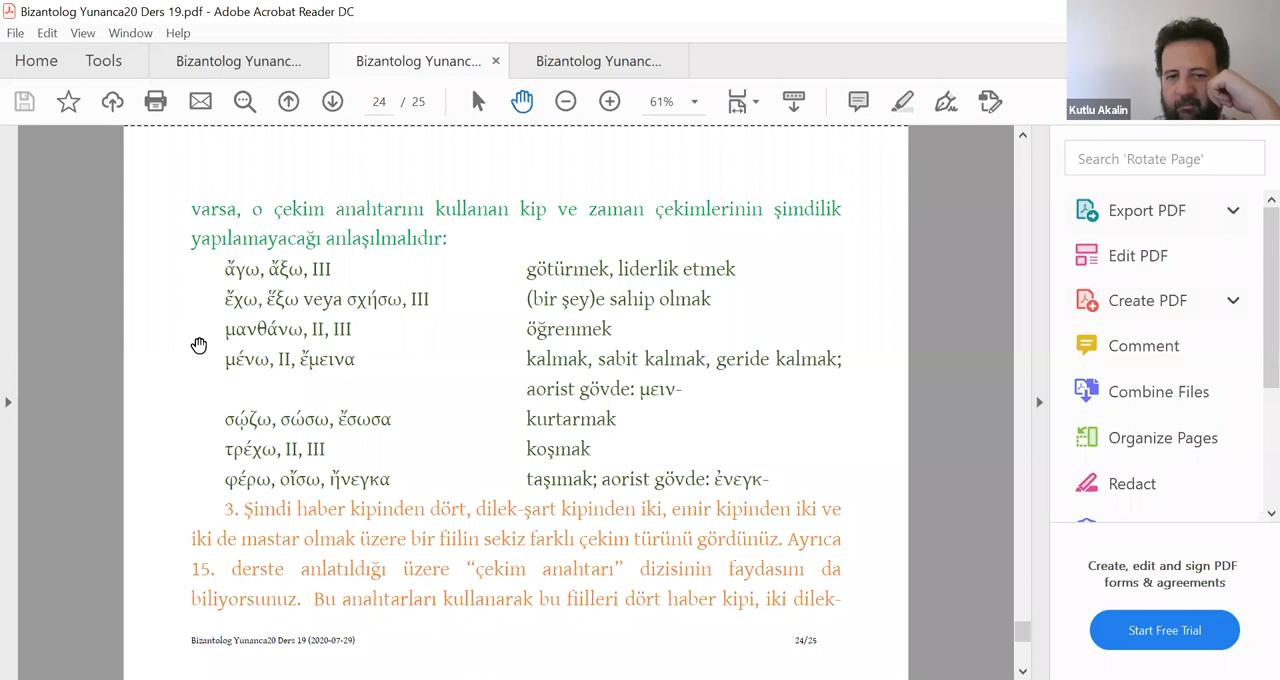 Bizantolog Yunanca20 Ders 19.pdf - Adobe Acrobat Reader DC
File Edit View Window Help
Home Tools Bizantolog Yunanc... Bizantolog Yunanc... × Bizantolog Yunanc...
24 / 25 61%
Kutlu Akalin
varsa, o çekim anahtarını kullanan kip ve zaman çekimlerinin şimdilik
yapılamayacağı anlaşılmalıdır:
ἄγω, ἄξω, III götürmek, liderlik etmek
ἔχω, ἕξω veya σχήσω, III (bir şey)e sahip olmak
μανθάνω, II, III öğrenmek
μένω, II, ἔμεινα kalmak, sabit kalmak, geride kalmak;
aorist gövde: μειν-
σῴζω, σώσω, ἔσωσα kurtarmak
τρέχω, II, III koşmak
φέρω, οἴσω, ἤνεγκα taşımak; aorist gövde: ἐνεγκ-
3. Şimdi haber kipinden dört, dilek-şart kipinden iki, emir kipinden iki ve
iki de mastar olmak üzere bir fiilin sekiz farklı çekim türünü gördünüz. Ayrıca
15. derste anlatıldığı üzere “çekim anahtarı” dizisinin faydasını da
biliyorsunuz. Bu anahtarları kullanarak bu fiilleri dört haber kipi, iki dilek-
Bizantolog Yunanca20 Ders 19 (2020-07-29) 24/25
Search 'Rotate Page'
Export PDF
Edit PDF
Create PDF
Comment
Combine Files
Organize Pages
Redact
Create, edit and sign PDF
forms & agreements
Start Free Trial